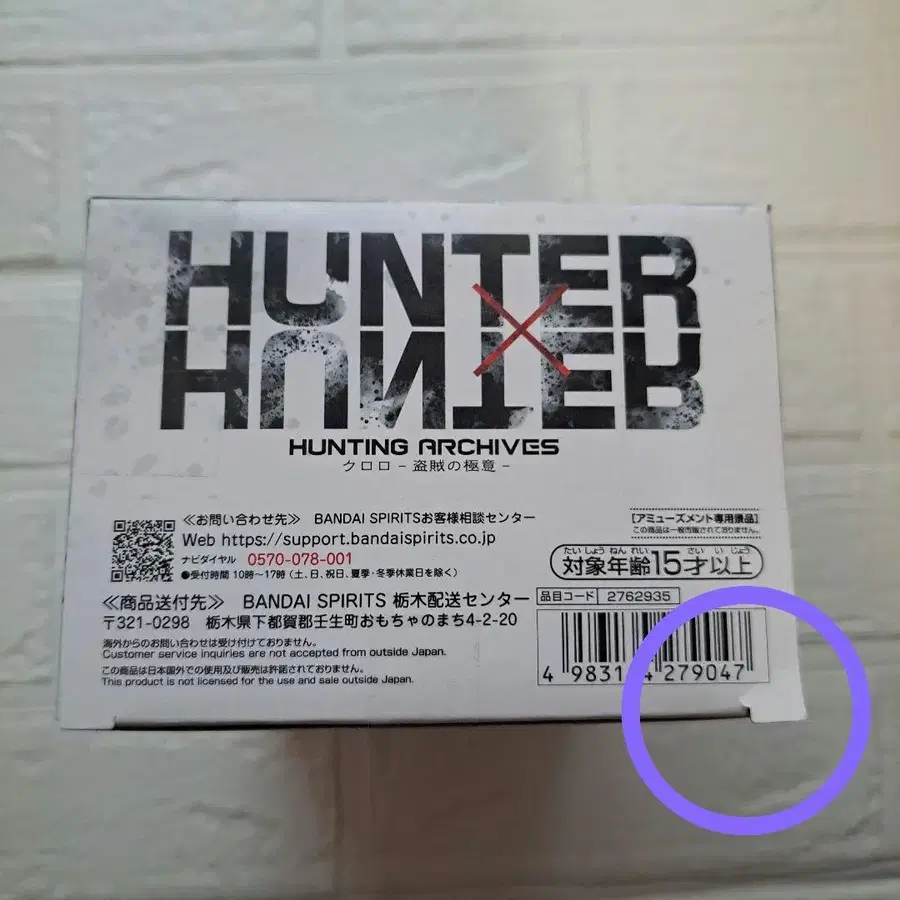 HUNTER
×
HUNTER
HUNTING ARCHIVES
クロロ - 盗賊の極意 -
≪お問い合わせ先≫ BANDAI SPIRITSお客様相談センター
Web https://support.bandaispirits.co.jp
ナビダイヤル 0570-078-001
●受付時間 10時~17時 (土、日、祝日、夏季・冬季休業日を除く)
≪商品送付先≫ BANDAI SPIRITS 栃木配送センター
〒321-0298 栃木県下都賀郡壬生町おもちゃのまち4-2-20
海外からのお問い合わせは受け付けておりません。
Customer service inquiries are not accepted from outside Japan.
この商品は日本国外での使用及び販売は許諾されておりません。
This product is not licensed for the use and sale outside Japan.
[アミューズメント専用景品]
この商品は一般市販されておりません。
たいしょうねんれい さい いじょう
対象年齢15才以上
品目コード 2762935
4 9831 4 279047